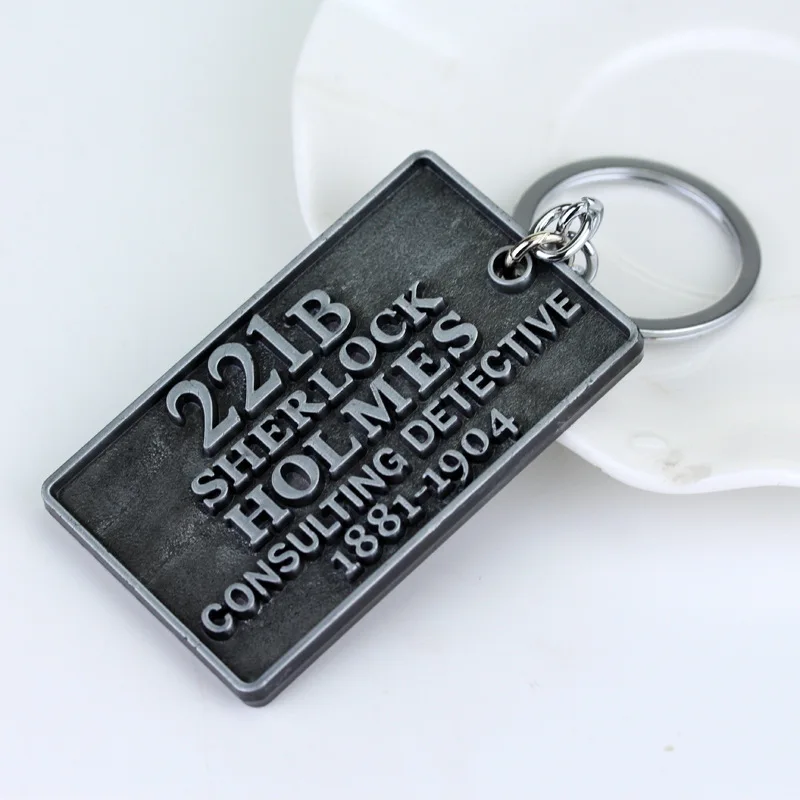 221B
SHERLOCK
HOLMES
CONSULTING DETECTIVE
1881-1904